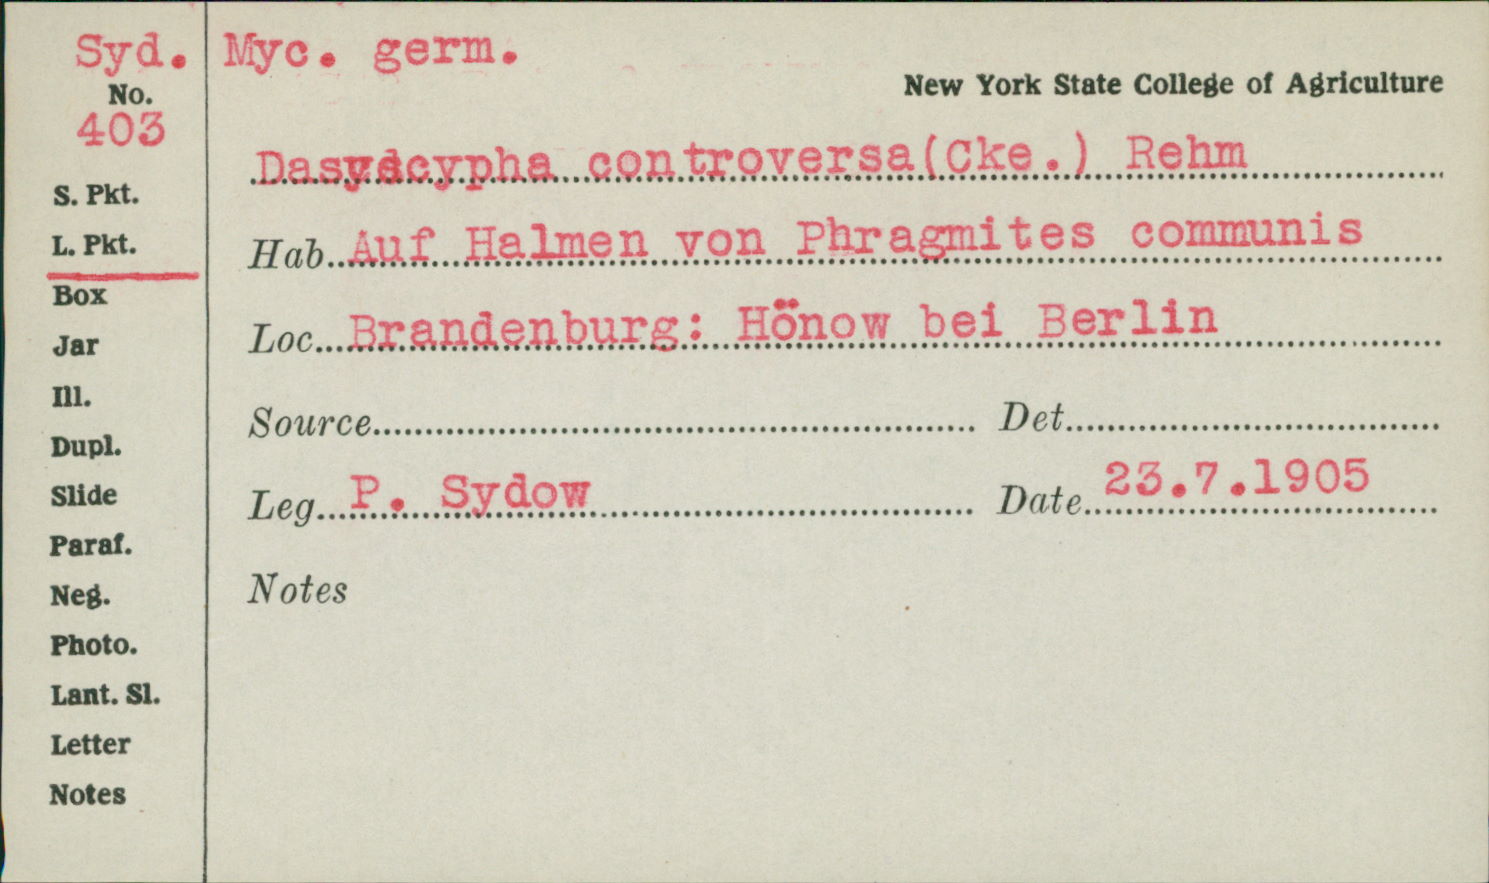 Syd. Myc. germ.
No.
New York State College of Agriculture
403
Dasyscypha controversa(Cke.) Rehm
S. Pkt.
L. Pkt.
Hab. Auf Halmen von Phragmites communis
Box
Loc. Brandenburg: Hönow bei Berlin
Jar
Ill.
Source Det.
Dupl.
Slide
Leg. P. Sydow Date 23.7.1905
Paraf.
Neg.
Notes
Photo.
Lant. Sl.
Letter
Notes